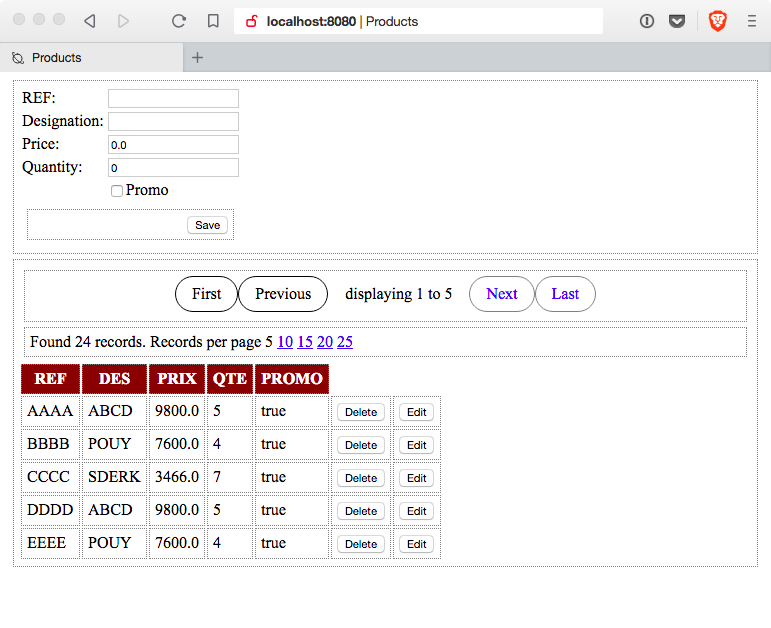 localhost:8080 | Products
Products
REF:
Designation:
Price: 0.0
Quantity: 0
Promo
Save
First Previous displaying 1 to 5 Next Last
Found 24 records. Records per page 5 10 15 20 25
REF DES PRIX QTE PROMO
AAAA ABCD 9800.0 5 true Delete Edit
BBBB POUY 7600.0 4 true Delete Edit
CCCC SDERK 3466.0 7 true Delete Edit
DDDD ABCD 9800.0 5 true Delete Edit
EEEE POUY 7600.0 4 true Delete Edit